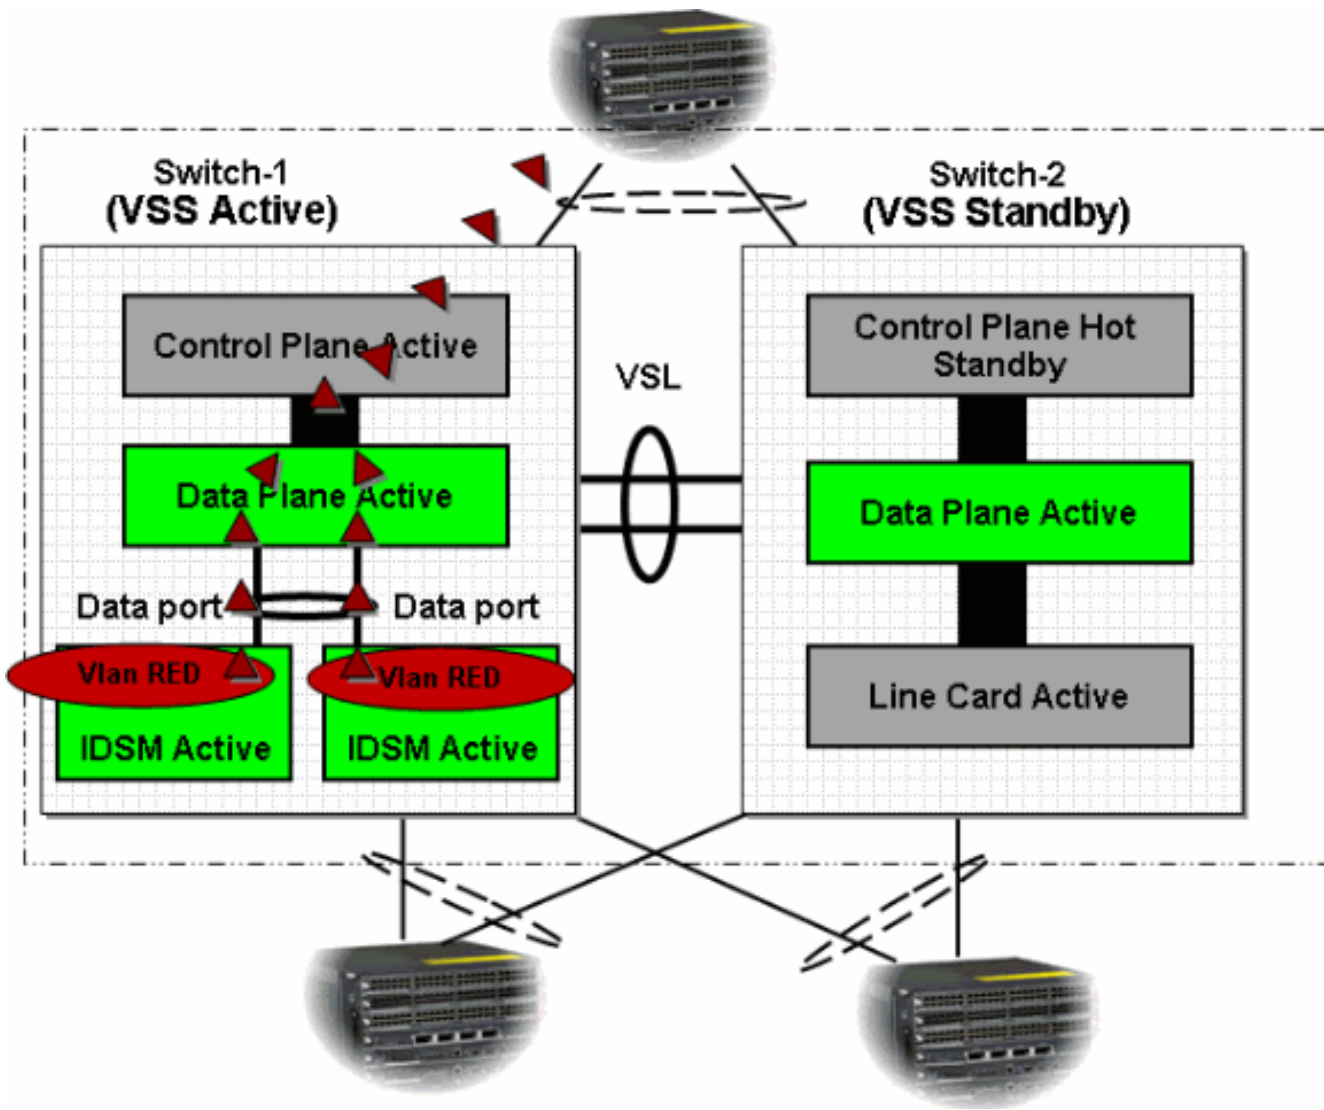 Switch-1
(VSS Active)
Switch-2
(VSS Standby)
Control Plane Active
Control Plane Hot
Standby
VSL
Data Plane Active
Data Plane Active
Data port
Data port
Vlan RED
Vlan RED
Line Card Active
IDSM Active
IDSM Active